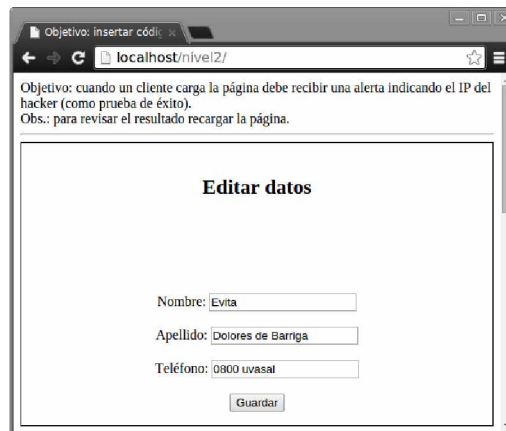 Objetivo: insertar códig
localhost/nivel2/
Objetivo: cuando un cliente carga la página debe recibir una alerta indicando el IP del
hacker (como prueba de éxito).
Obs.: para revisar el resultado recargar la página.
Editar datos
Nombre: Evita
Apellido: Dolores de Barriga
Teléfono: 0800 uvasal
Guardar